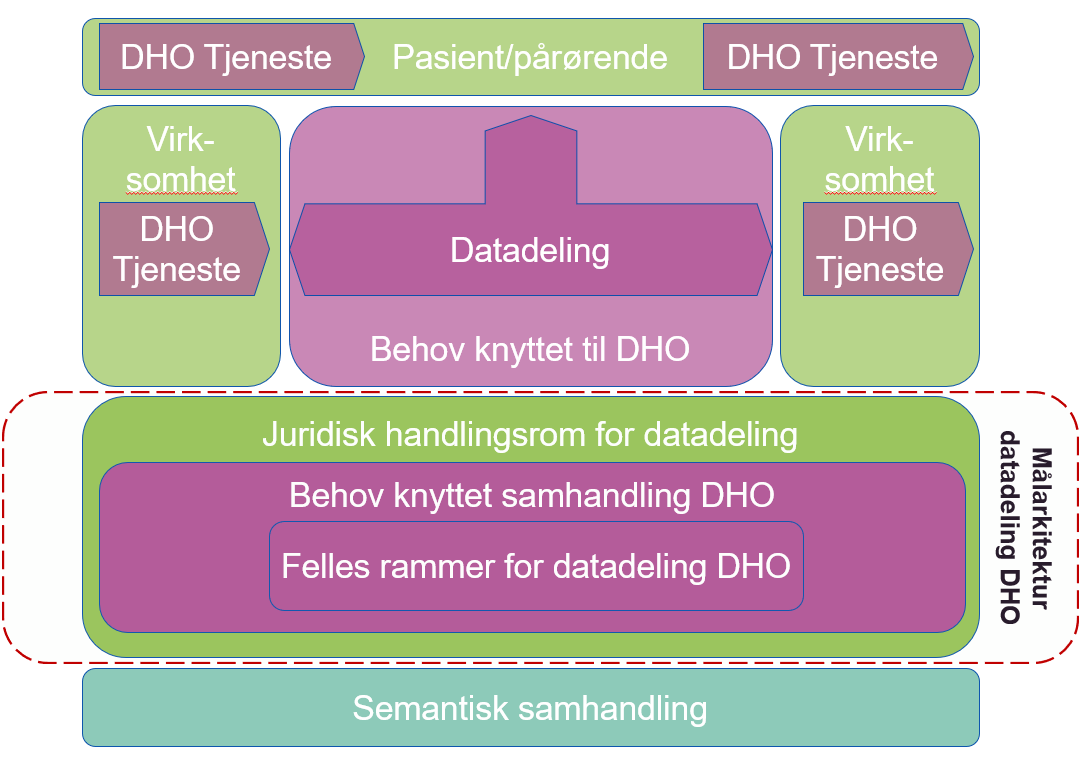 DHO Tjeneste
Pasient/pårørende
DHO Tjeneste
Virk-
somhet
DHO
Tjeneste
Datadeling
Behov knyttet til DHO
Virk-
somhet
DHO
Tjeneste
Juridisk handlingsrom for datadeling
Behov knyttet samhandling DHO
Felles rammer for datadeling DHO
Målarkitektur
datadeling DHO
Semantisk samhandling